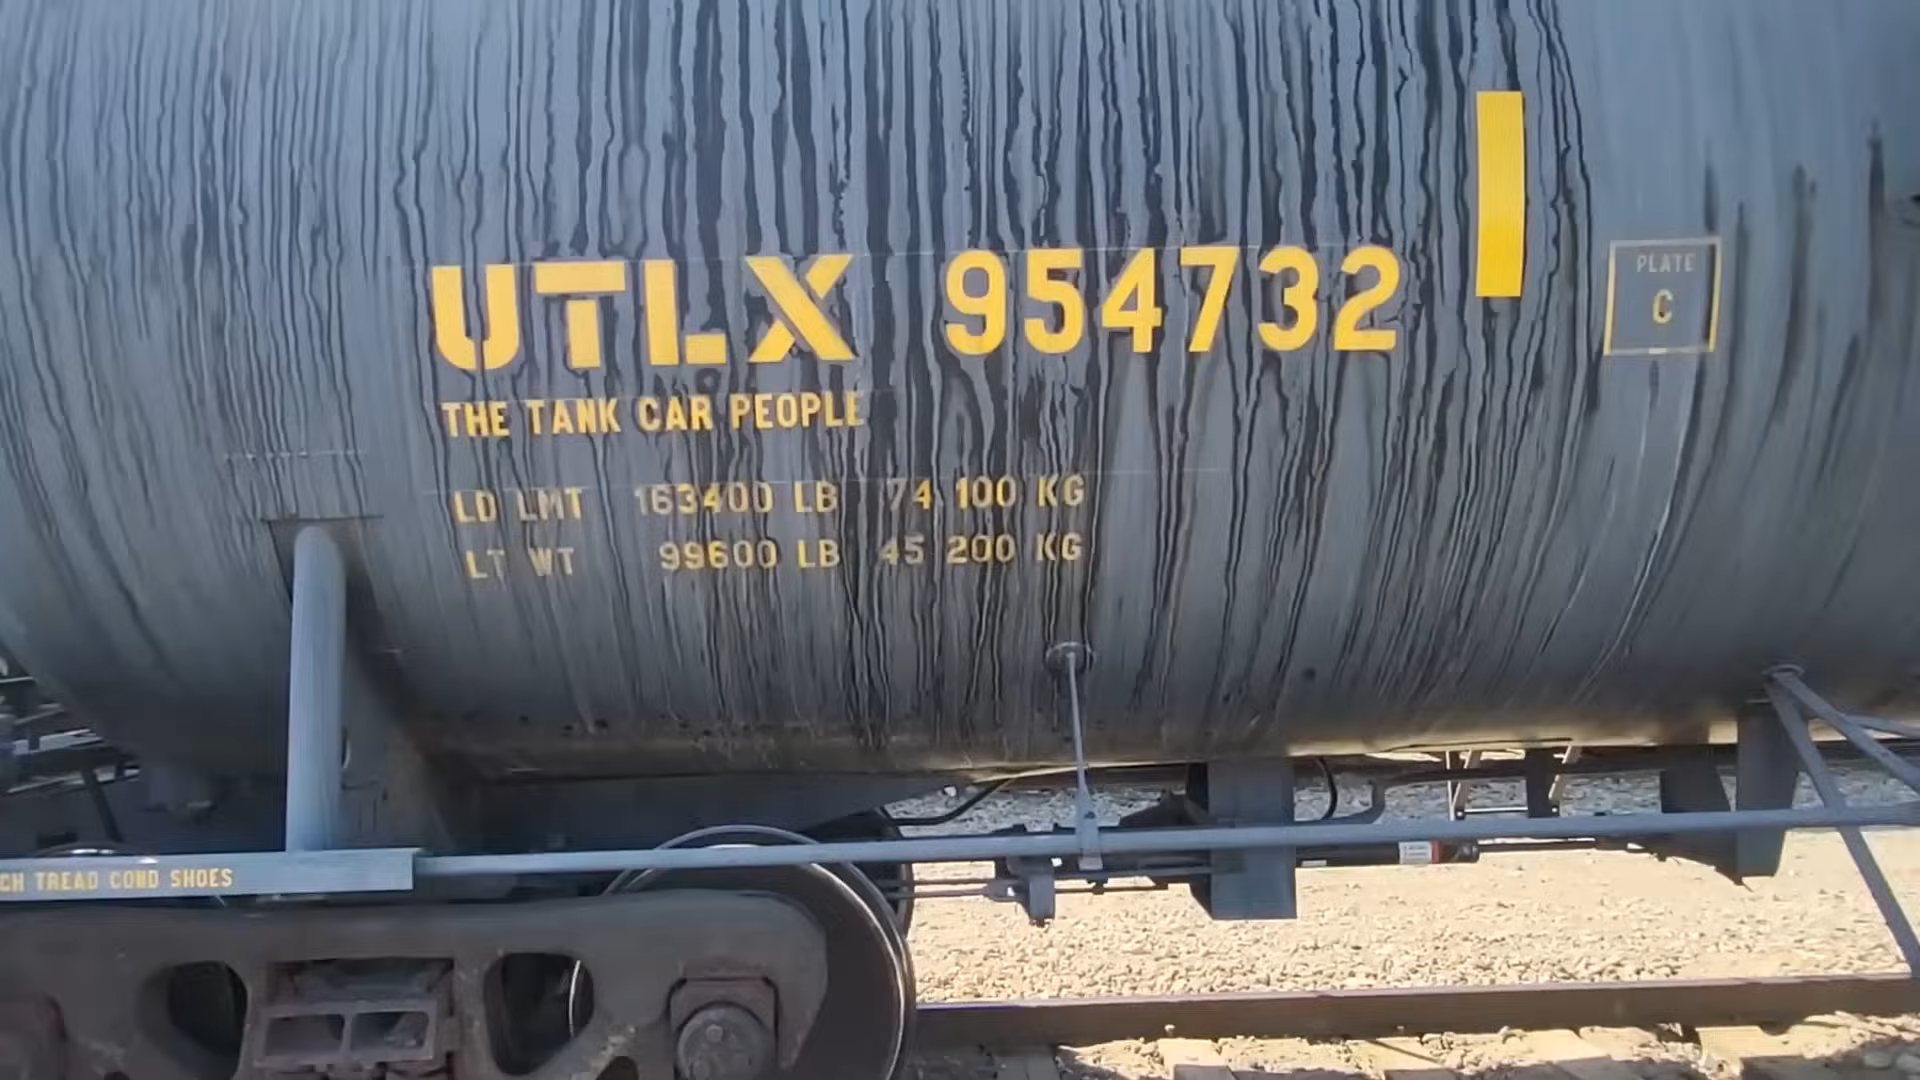 UTLX 954732
PLATE
C
THE TANK CAR PEOPLE
LD LMT 163400 LB 74 100 KG
LT WT 99600 LB 45 200 KG
CH TREAD COND SHOES